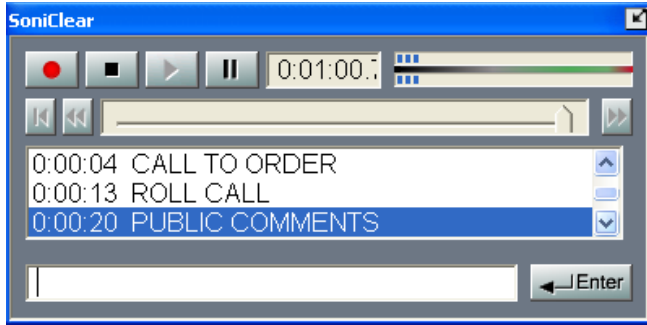 SoniClear
0:01:00.
0:00:04 CALL TO ORDER
0:00:13 ROLL CALL
0:00:20 PUBLIC COMMENTS
Enter